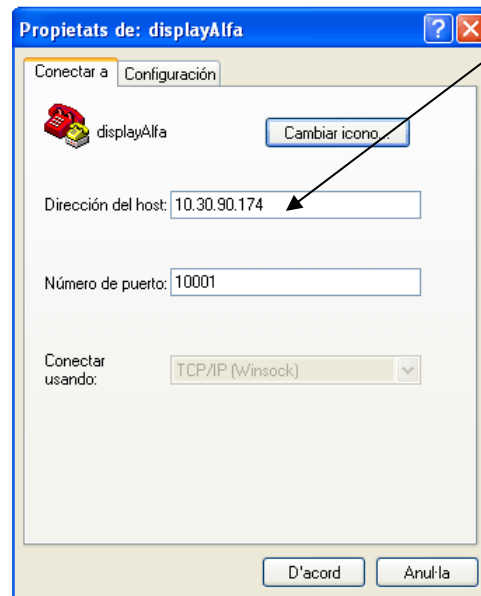 Propietats de: displayAlfa
Conectar a Configuración
displayAlfa Cambiar icono...
Dirección del host: 10.30.90.174
Número de puerto: 10001
Conectar
usando: TCP/IP (Winsock)
D'acord Anul·la